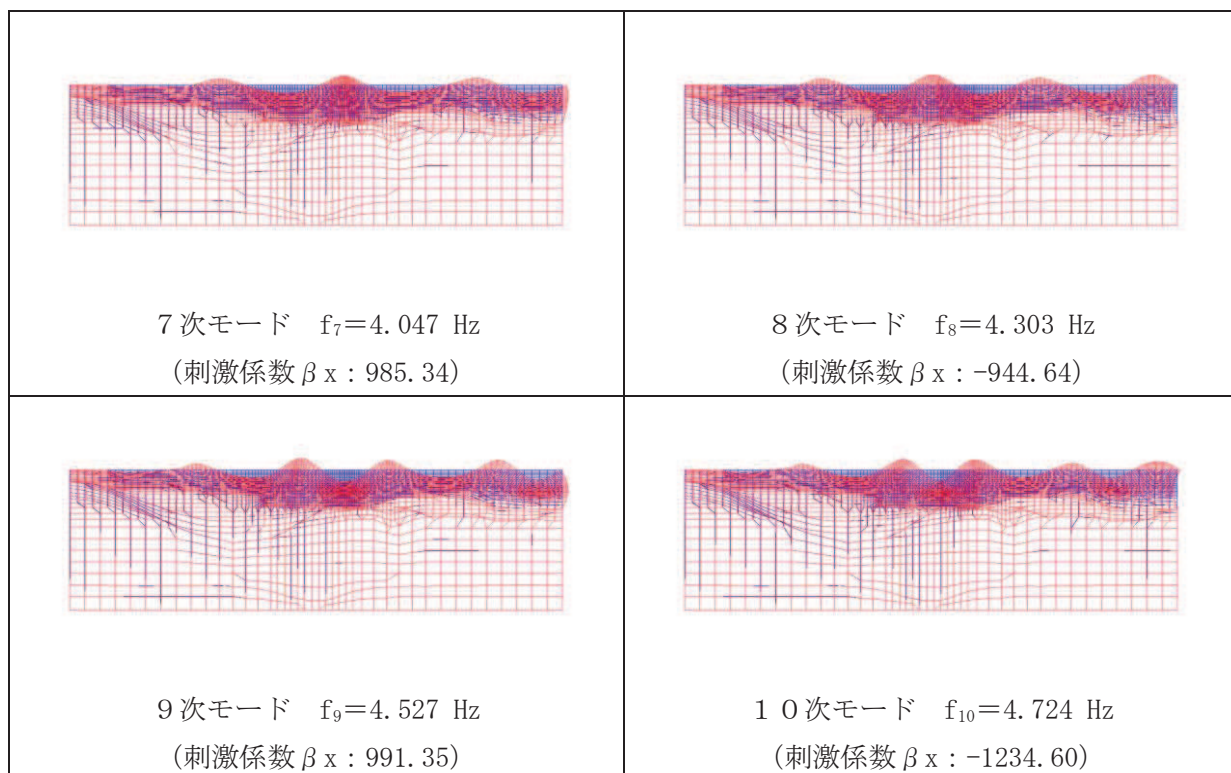 7次モード f₇＝4.047 Hz
(刺激係数βx：985.34)
8次モード f₈＝4.303 Hz
(刺激係数βx：-944.64)
9次モード f₉＝4.527 Hz
(刺激係数βx：991.35)
10次モード f₁₀＝4.724 Hz
(刺激係数βx：-1234.60)